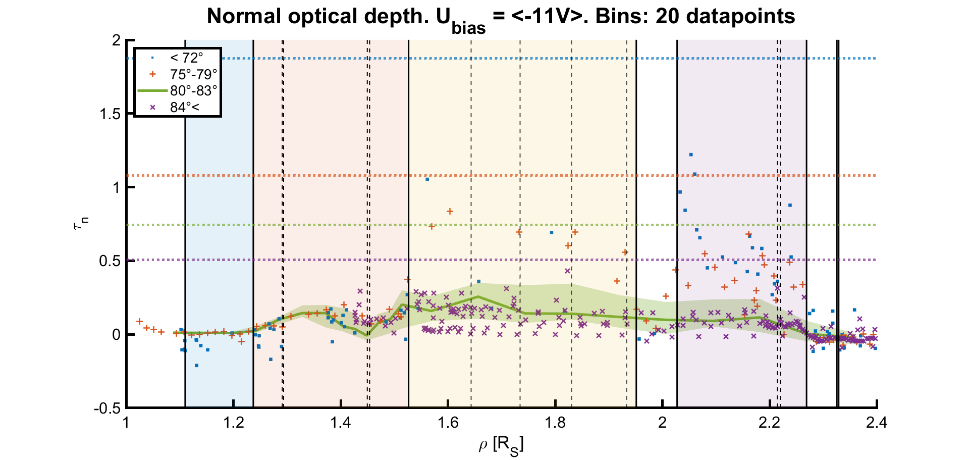 Normal optical depth. U_bias = <-11V>. Bins: 20 datapoints
2
1.5
1
0.5
0
-0.5
τn
< 72°
75°-79°
80°-83°
84°<
1 1.2 1.4 1.6 1.8 2 2.2 2.4
ρ [R_S]